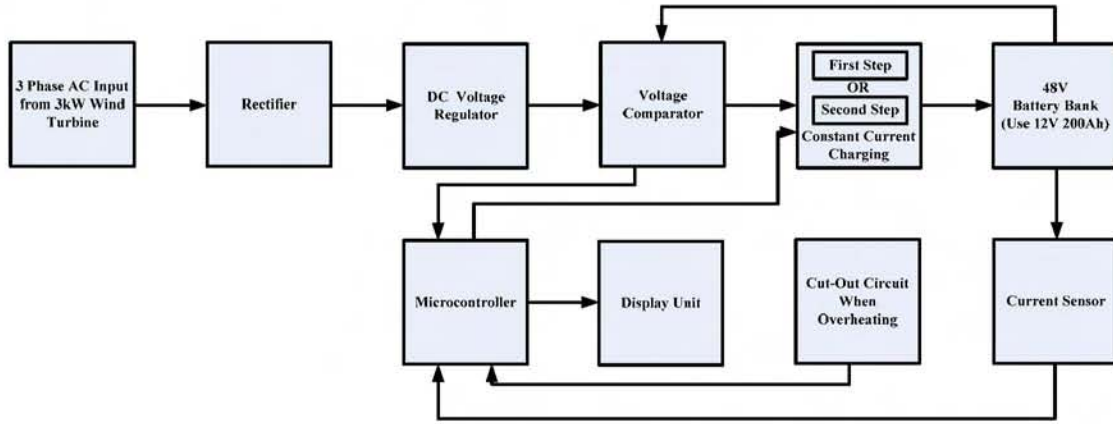 3 Phase AC Input
from 3kW Wind
Turbine
Rectifier
DC Voltage
Regulator
Voltage
Comparator
First Step
OR
Second Step
Constant Current
Charging
48V
Battery Bank
(Use 12V 200Ah)
Microcontroller
Display Unit
Cut-Out Circuit
When
Overheating
Current Sensor